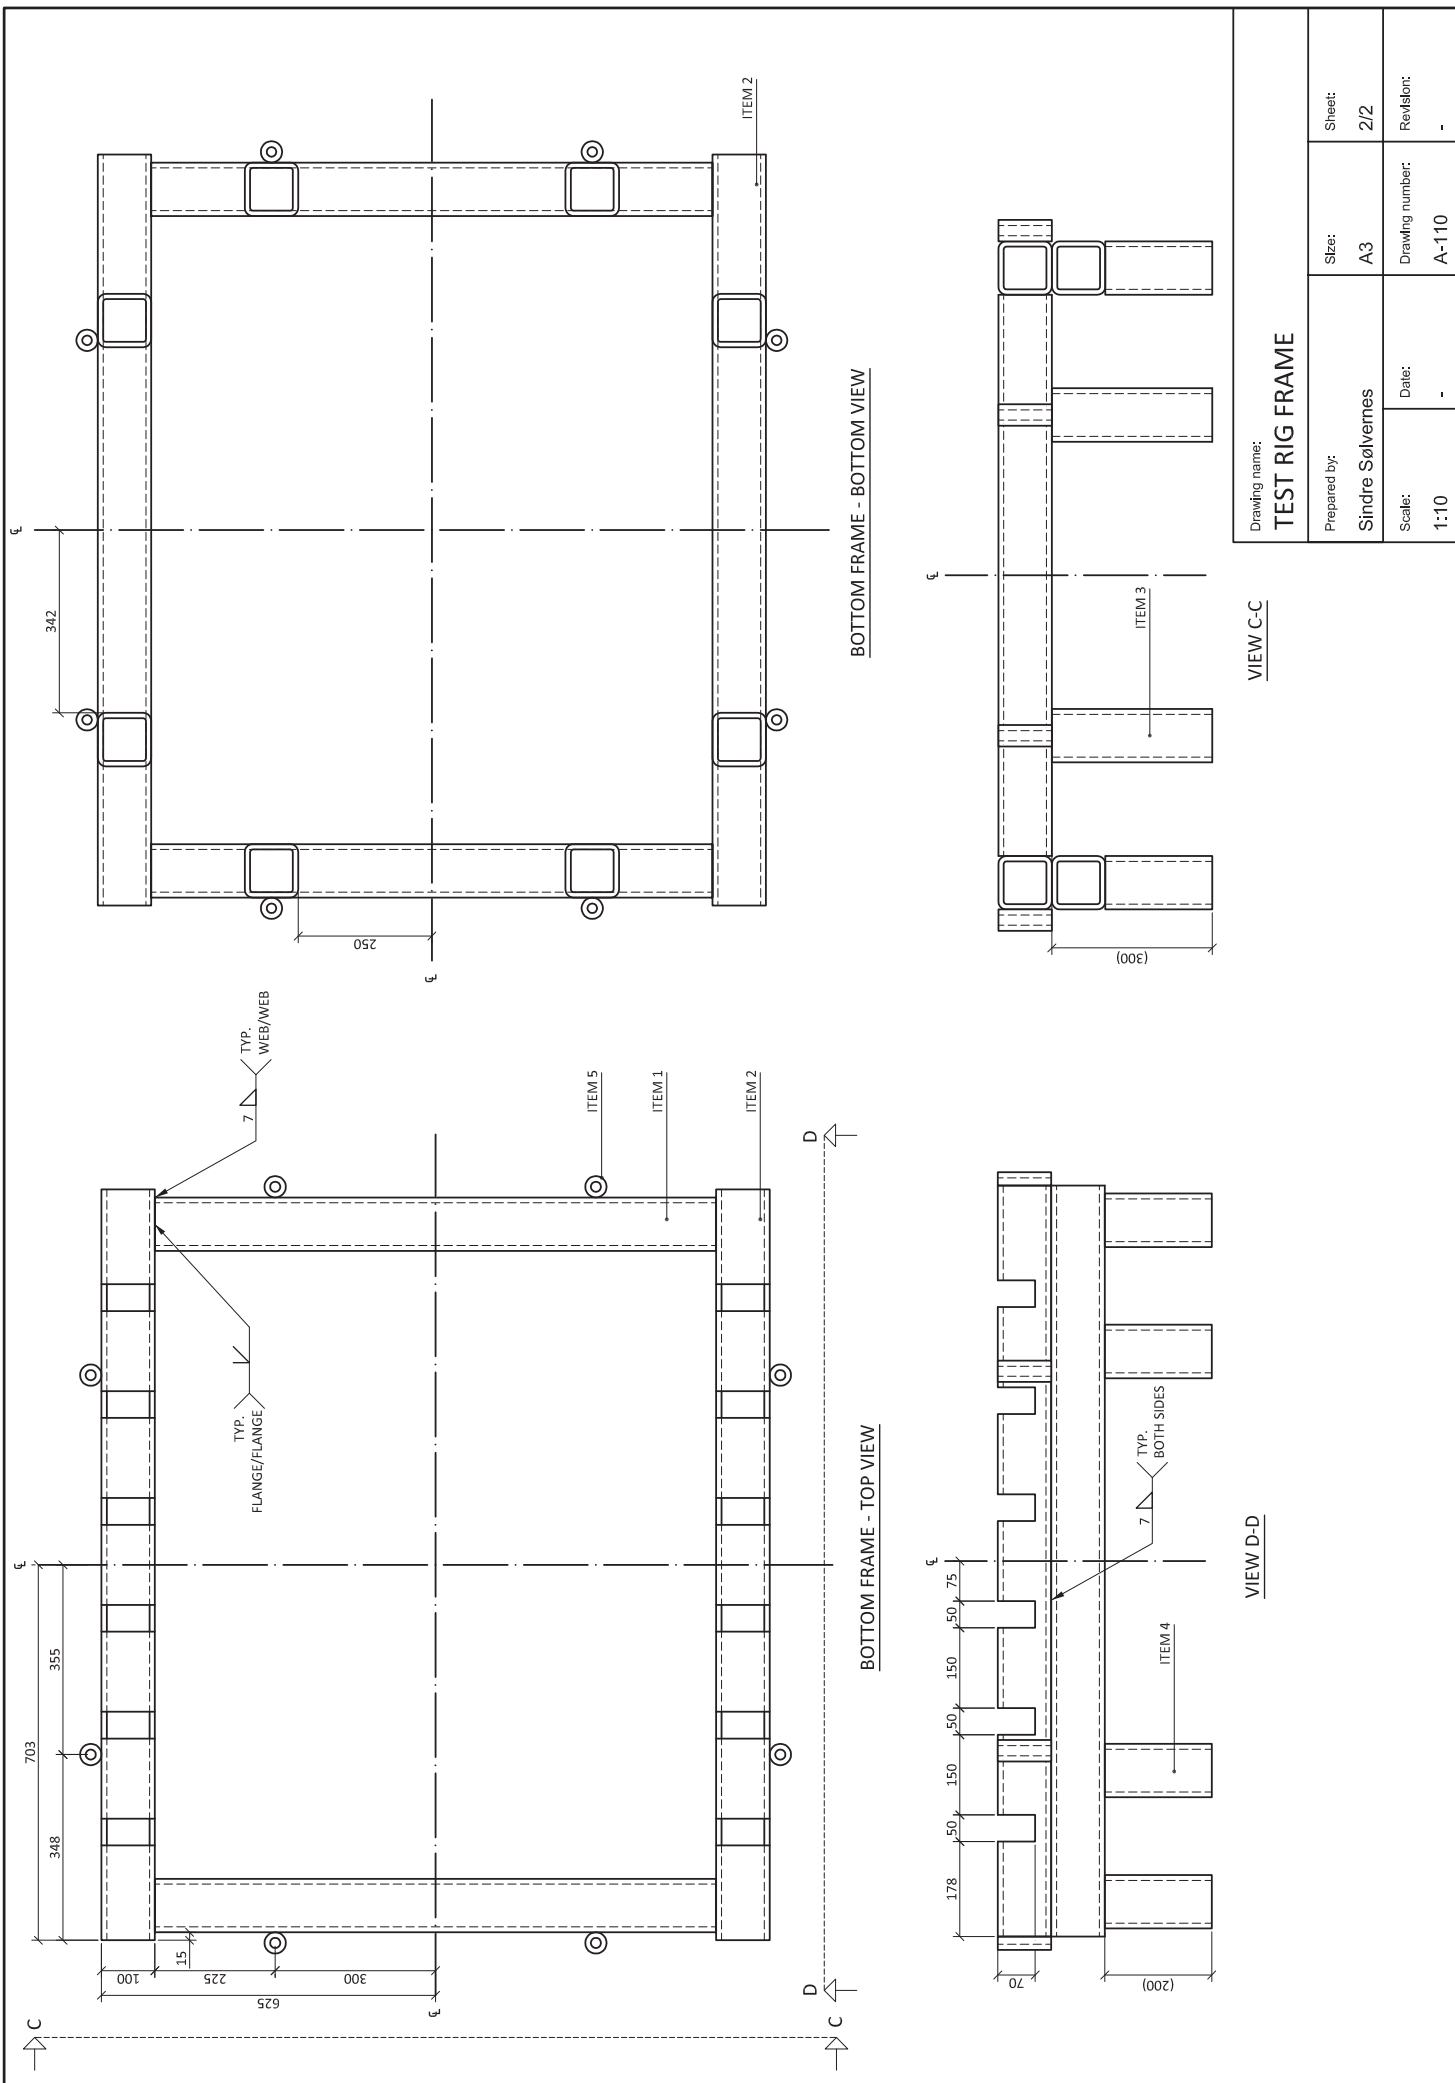 C
C
℄
703
355
348
15
100
225
300
625
℄
D
D
7
TYP.
WEB/WEB
TYP.
FLANGE/FLANGE
ITEM 5
ITEM 1
ITEM 2
BOTTOM FRAME - TOP VIEW
℄
342
250
℄
ITEM 2
BOTTOM FRAME - BOTTOM VIEW
℄
178
50
150
50
150
50
75
70
(200)
ITEM 4
7
TYP.
BOTH SIDES
VIEW D-D
℄
(300)
ITEM 3
VIEW C-C
Drawing name:
TEST RIG FRAME
Prepared by:
Sindre Sølvernes
Size:
A3
Sheet:
2/2
Scale:
1:10
Date:
-
Drawing number:
A-110
Revision:
-